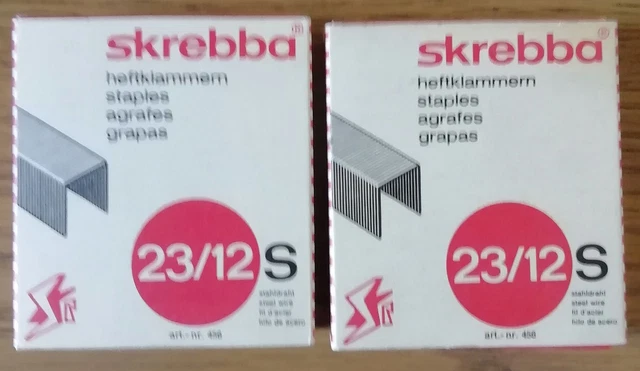 skrebba®
heftklammern
staples
agrafes
grapas
23/12 S
stahldraht
steel wire
fil d'acier
hilo de acero
art.-nr. 458
skrebba®
heftklammern
staples
agrafes
grapas
23/12 S
stahldraht
steel wire
fil d'acier
hilo de acero
art.-nr. 458